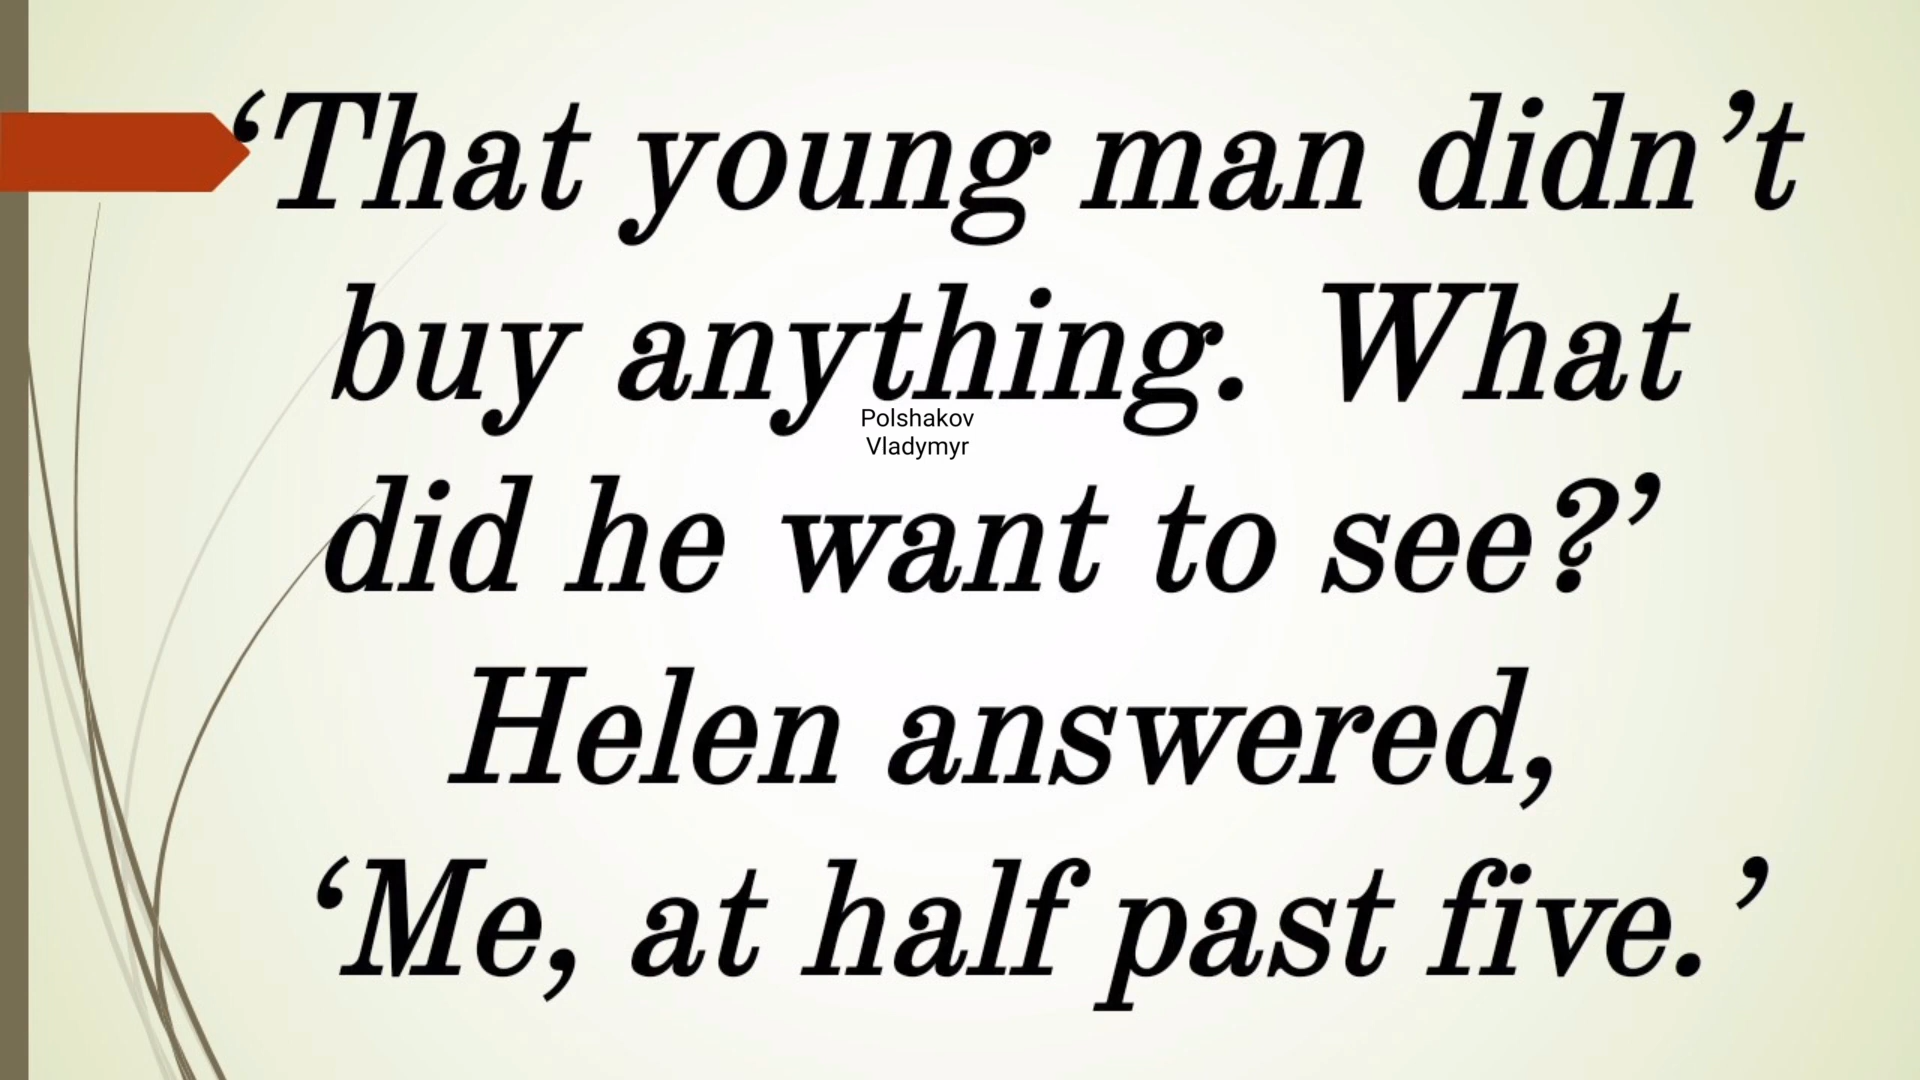 ‘That young man didn’t
buy anything. What
Polshakov
Vladymyr
did he want to see?’
Helen answered,
‘Me, at half past five.’